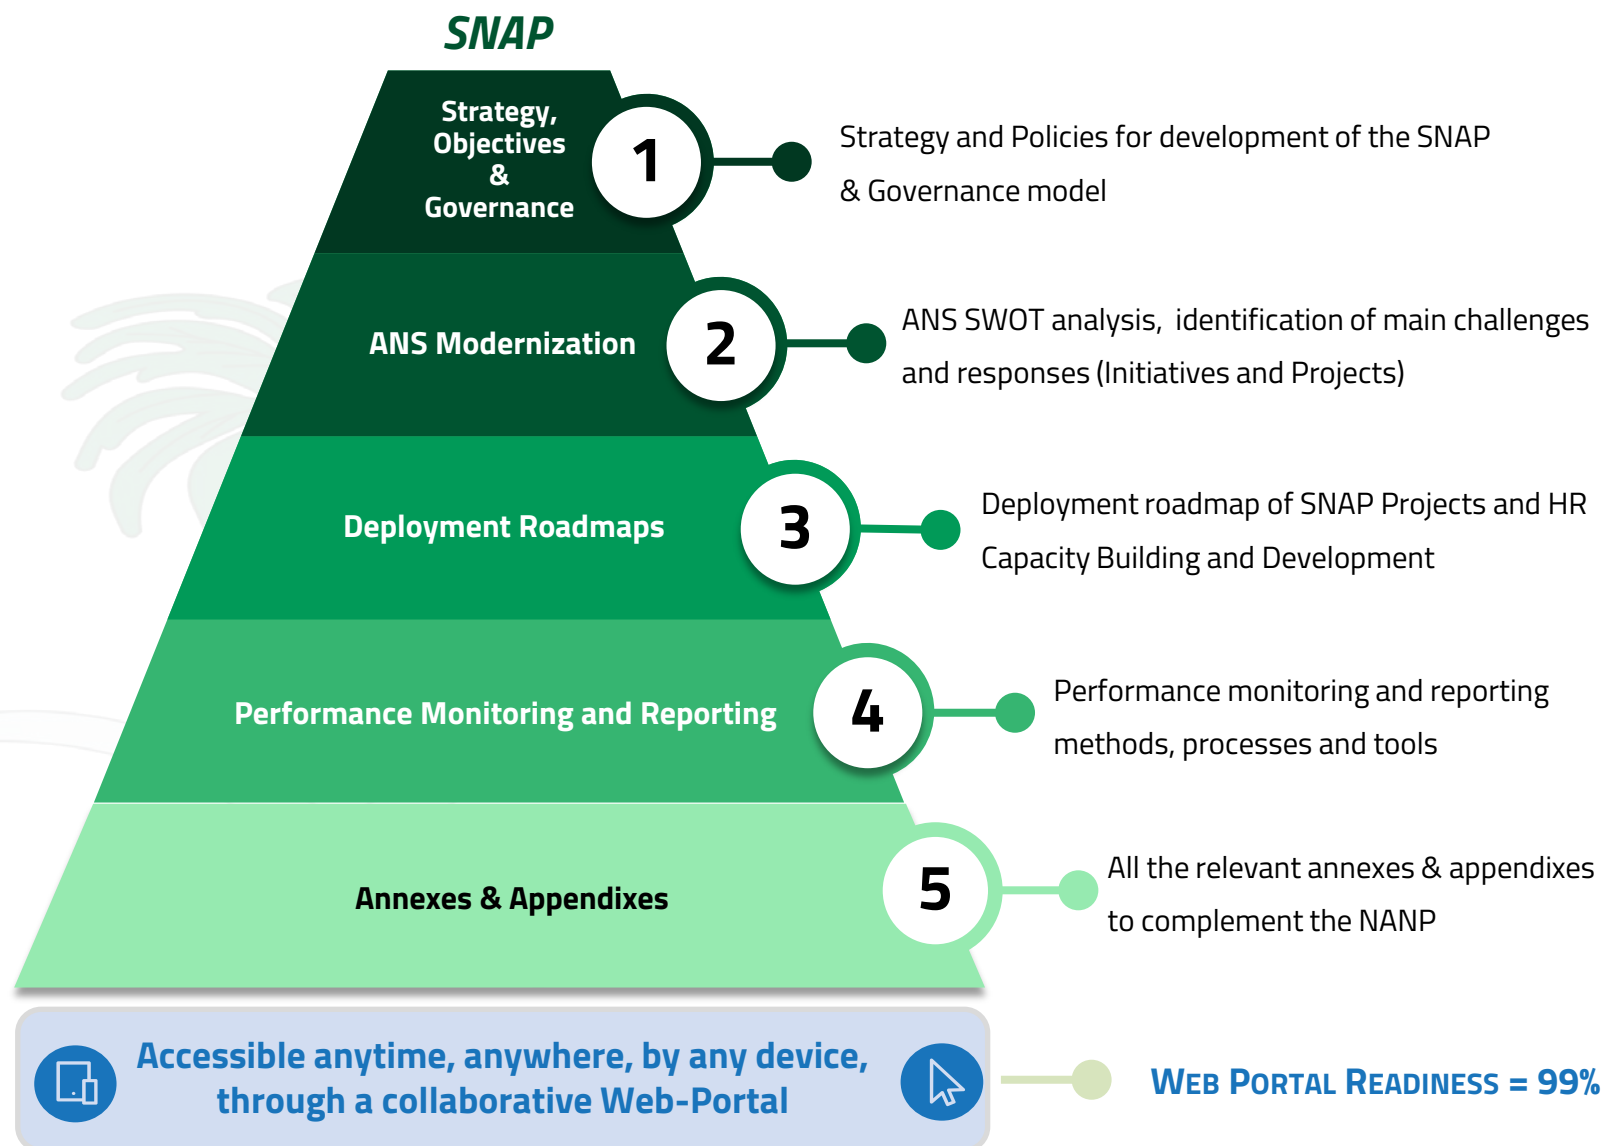 SNAP
Strategy,
Objectives
&
Governance
1
Strategy and Policies for development of the SNAP
& Governance model
ANS Modernization
2
ANS SWOT analysis, identification of main challenges
and responses (Initiatives and Projects)
Deployment Roadmaps
3
Deployment roadmap of SNAP Projects and HR
Capacity Building and Development
Performance Monitoring and Reporting
4
Performance monitoring and reporting
methods, processes and tools
Annexes & Appendixes
5
All the relevant annexes & appendixes
to complement the NANP
Accessible anytime, anywhere, by any device,
through a collaborative Web-Portal
WEB PORTAL READINESS = 99%